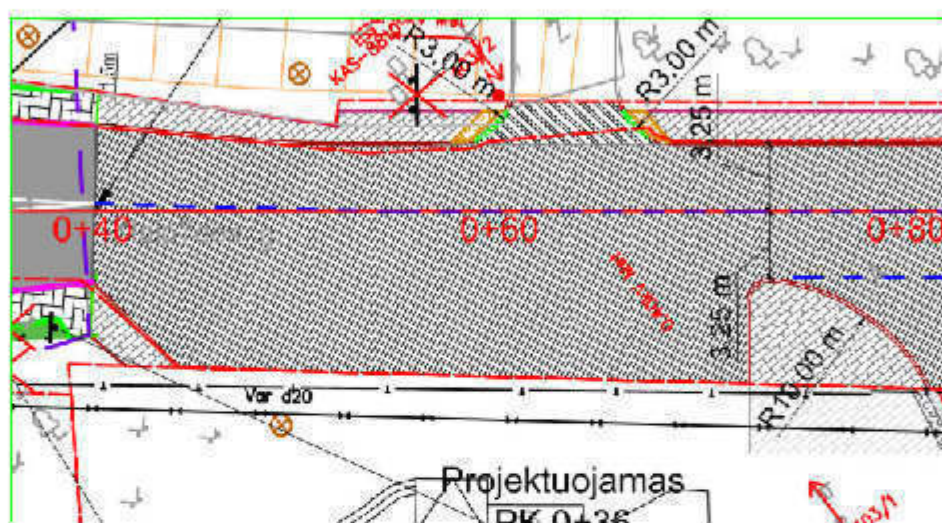 R3.00 m
R3.00 m
3.25 m
0+40
0+60
0+80
3.25 m
R10.00 m
Var d20
Projektuojamas
PK 0+36